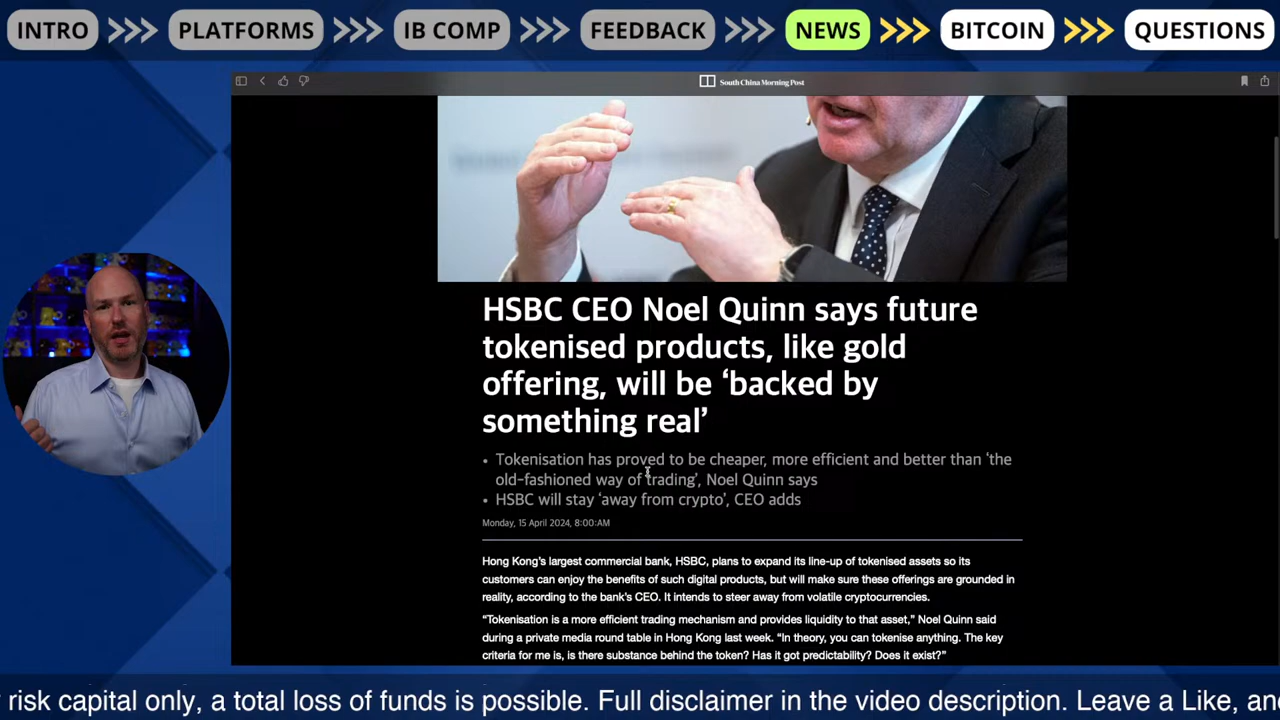 INTRO >>> PLATFORMS >>> IB COMP >>> FEEDBACK >>> NEWS >>> BITCOIN >>> QUESTIONS
South China Morning Post
HSBC CEO Noel Quinn says future
tokenised products, like gold
offering, will be ‘backed by
something real’
• Tokenisation has proved to be cheaper, more efficient and better than ‘the
old-fashioned way of trading’, Noel Quinn says
• HSBC will stay ‘away from crypto’, CEO adds
Monday, 15 April 2024, 8:00:AM
Hong Kong’s largest commercial bank, HSBC, plans to expand its line-up of tokenised assets so its
customers can enjoy the benefits of such digital products, but will make sure these offerings are grounded in
reality, according to the bank’s CEO. It intends to steer away from volatile cryptocurrencies.
“Tokenisation is a more efficient trading mechanism and provides liquidity to that asset,” Noel Quinn said
during a private media round table in Hong Kong last week. “In theory, you can tokenise anything. The key
criteria for me is, is there substance behind the token? Has it got predictability? Does it exist?”
risk capital only, a total loss of funds is possible. Full disclaimer in the video description. Leave a Like, an